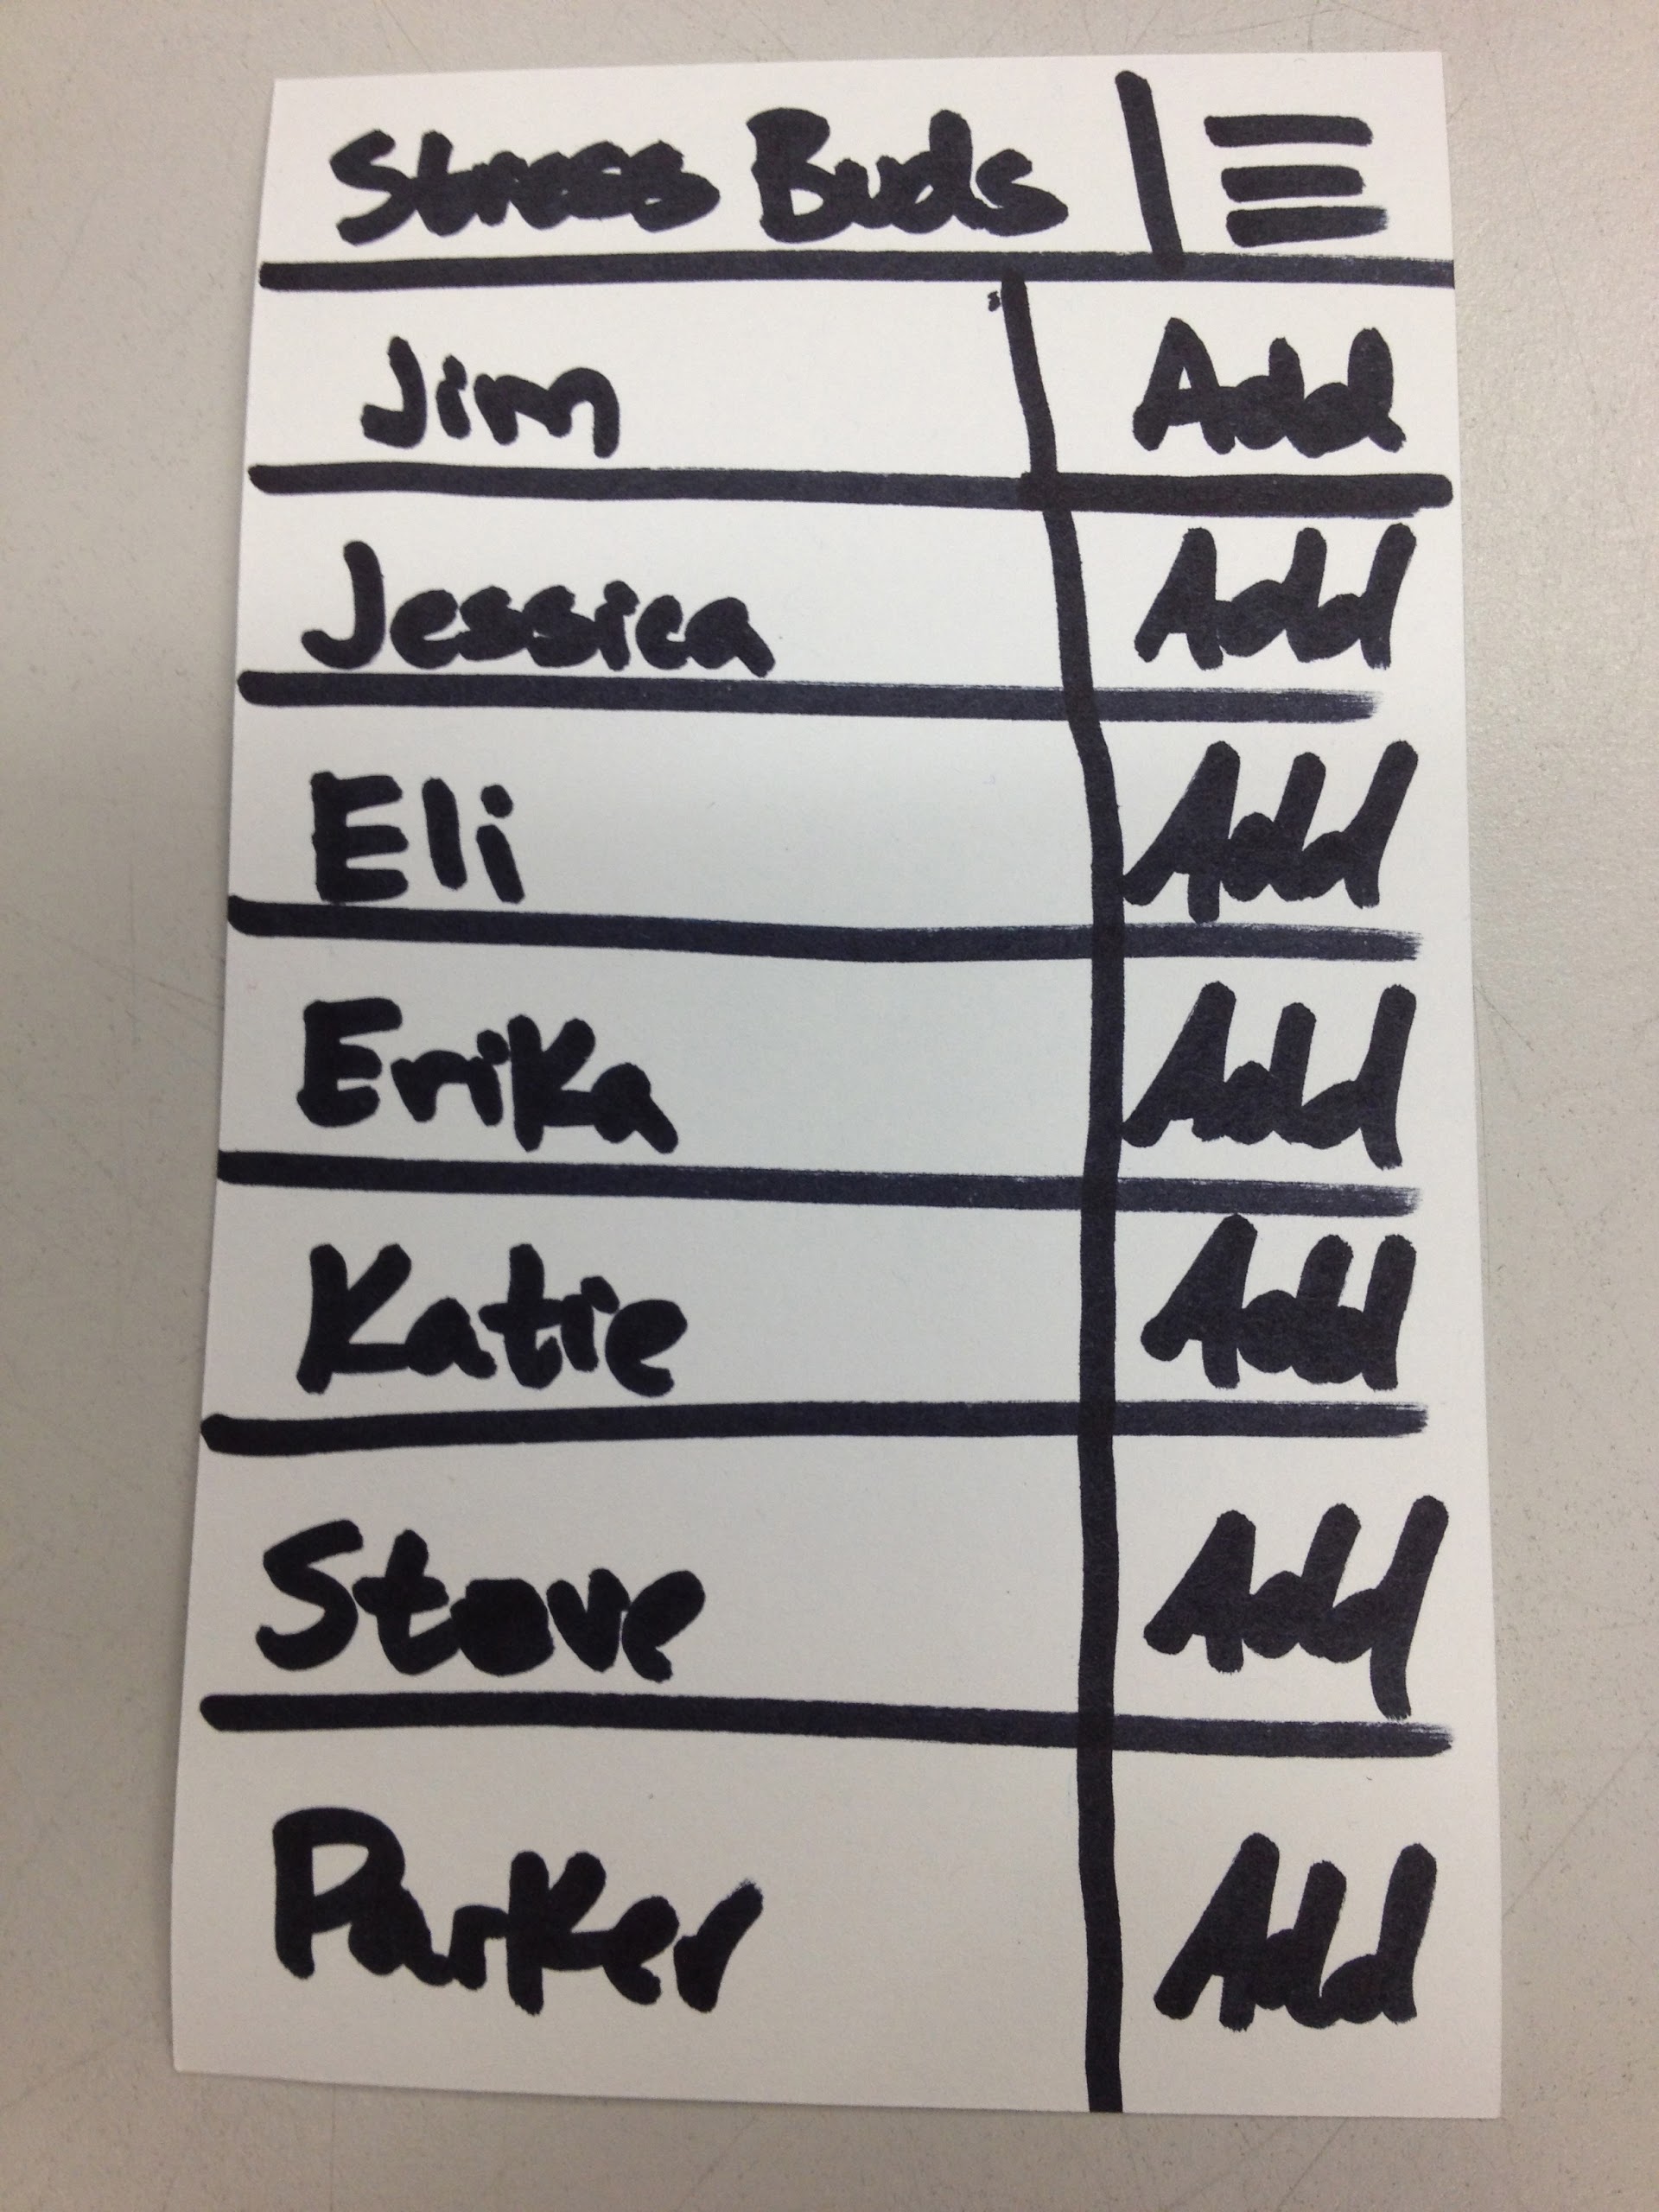 Stress Buds
Jim Add
Jessica Add
Eli Add
Erika Add
Katie Add
Steve Add
Parker Add